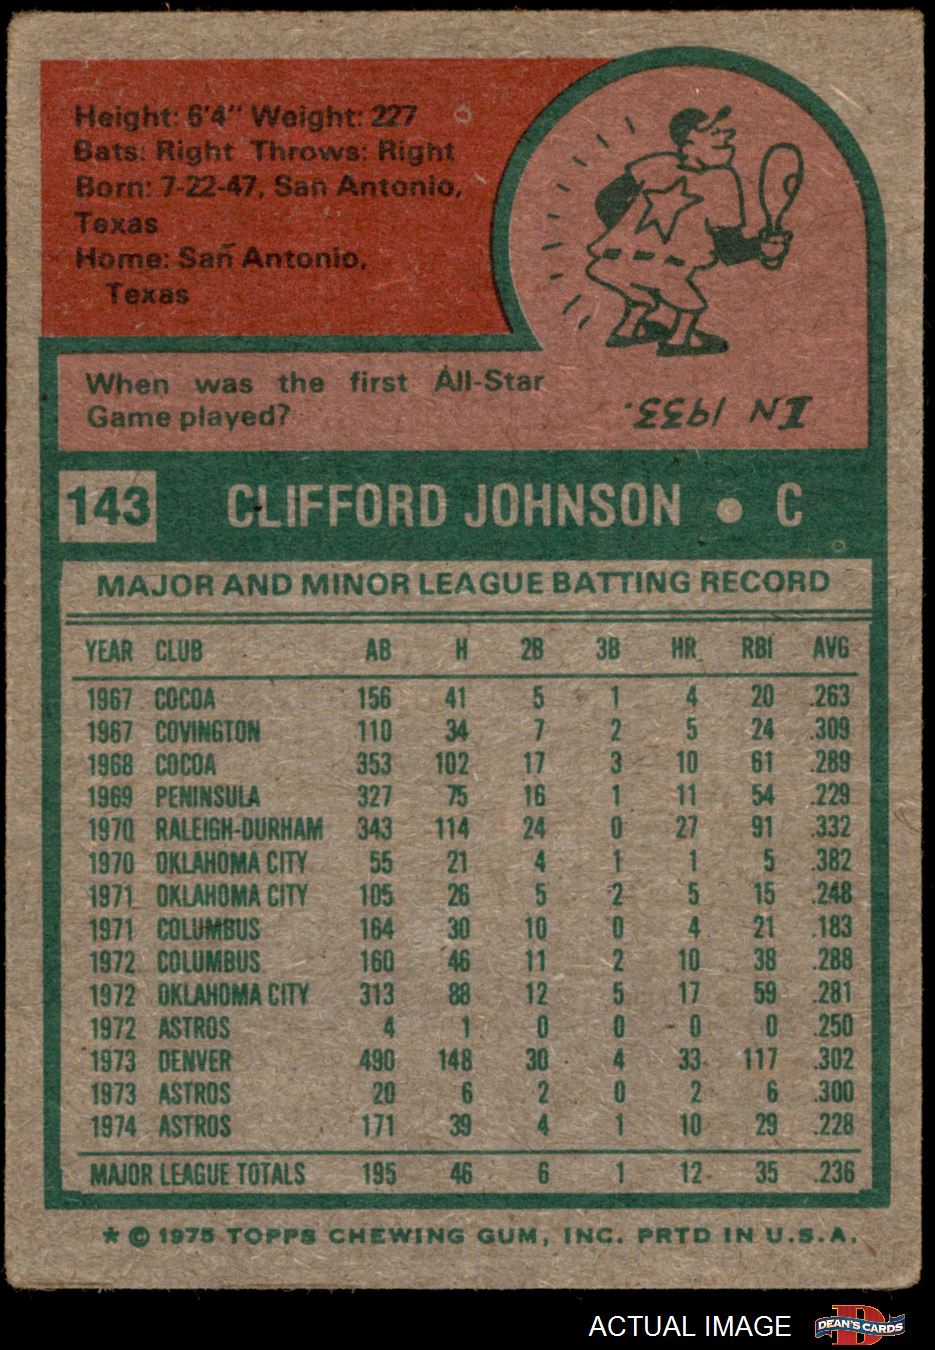 Height: 6'4" Weight: 227
Bats: Right Throws: Right
Born: 7-22-47, San Antonio,
Texas
Home: San Antonio,
Texas
When was the first All-Star
Game played?
IN 1933.
143 CLIFFORD JOHNSON • C
MAJOR AND MINOR LEAGUE BATTING RECORD
YEAR CLUB AB H 2B 3B HR RBI AVG
1967 COCOA 156 41 5 1 4 20 .263
1967 COVINGTON 110 34 7 2 5 24 .309
1968 COCOA 353 102 17 3 10 61 .289
1969 PENINSULA 327 75 16 1 11 54 .229
1970 RALEIGH-DURHAM 343 114 24 0 27 91 .332
1970 OKLAHOMA CITY 55 21 4 1 1 5 .382
1971 OKLAHOMA CITY 105 26 5 2 5 15 .248
1971 COLUMBUS 164 30 10 0 4 21 .183
1972 COLUMBUS 160 46 11 2 10 38 .288
1972 OKLAHOMA CITY 313 88 12 5 17 59 .281
1972 ASTROS 4 1 0 0 0 0 .250
1973 DENVER 490 148 30 4 33 117 .302
1973 ASTROS 20 6 2 0 2 6 .300
1974 ASTROS 171 39 4 1 10 29 .228
MAJOR LEAGUE TOTALS 195 46 6 1 12 35 .236
* © 1975 TOPPS CHEWING GUM, INC. PRTD IN U.S.A.
ACTUAL IMAGE DEAN'S CARDS